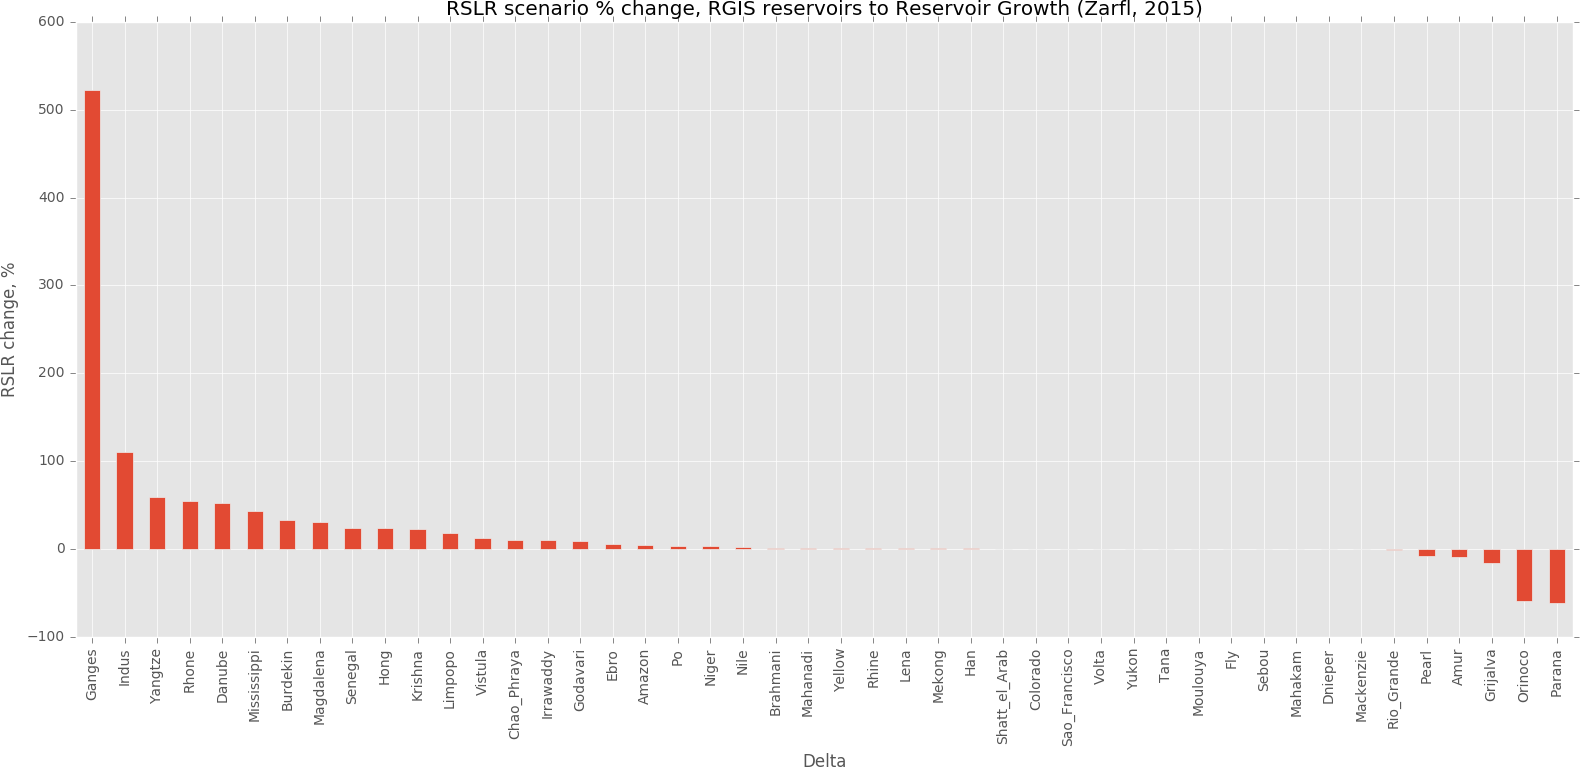 RSLR scenario % change, RGIS reservoirs to Reservoir Growth (Zarfl, 2015)
RSLR change, %
600
500
400
300
200
100
0
−100
Ganges
Indus
Yangtze
Rhone
Danube
Mississippi
Burdekin
Magdalena
Senegal
Hong
Krishna
Limpopo
Vistula
Chao_Phraya
Irrawaddy
Godavari
Ebro
Amazon
Po
Niger
Nile
Brahmani
Mahanadi
Yellow
Rhine
Lena
Mekong
Han
Shatt_el_Arab
Colorado
Sao_Francisco
Volta
Yukon
Tana
Moulouya
Fly
Sebou
Mahakam
Dnieper
Mackenzie
Rio_Grande
Pearl
Amur
Grijalva
Orinoco
Parana
Delta